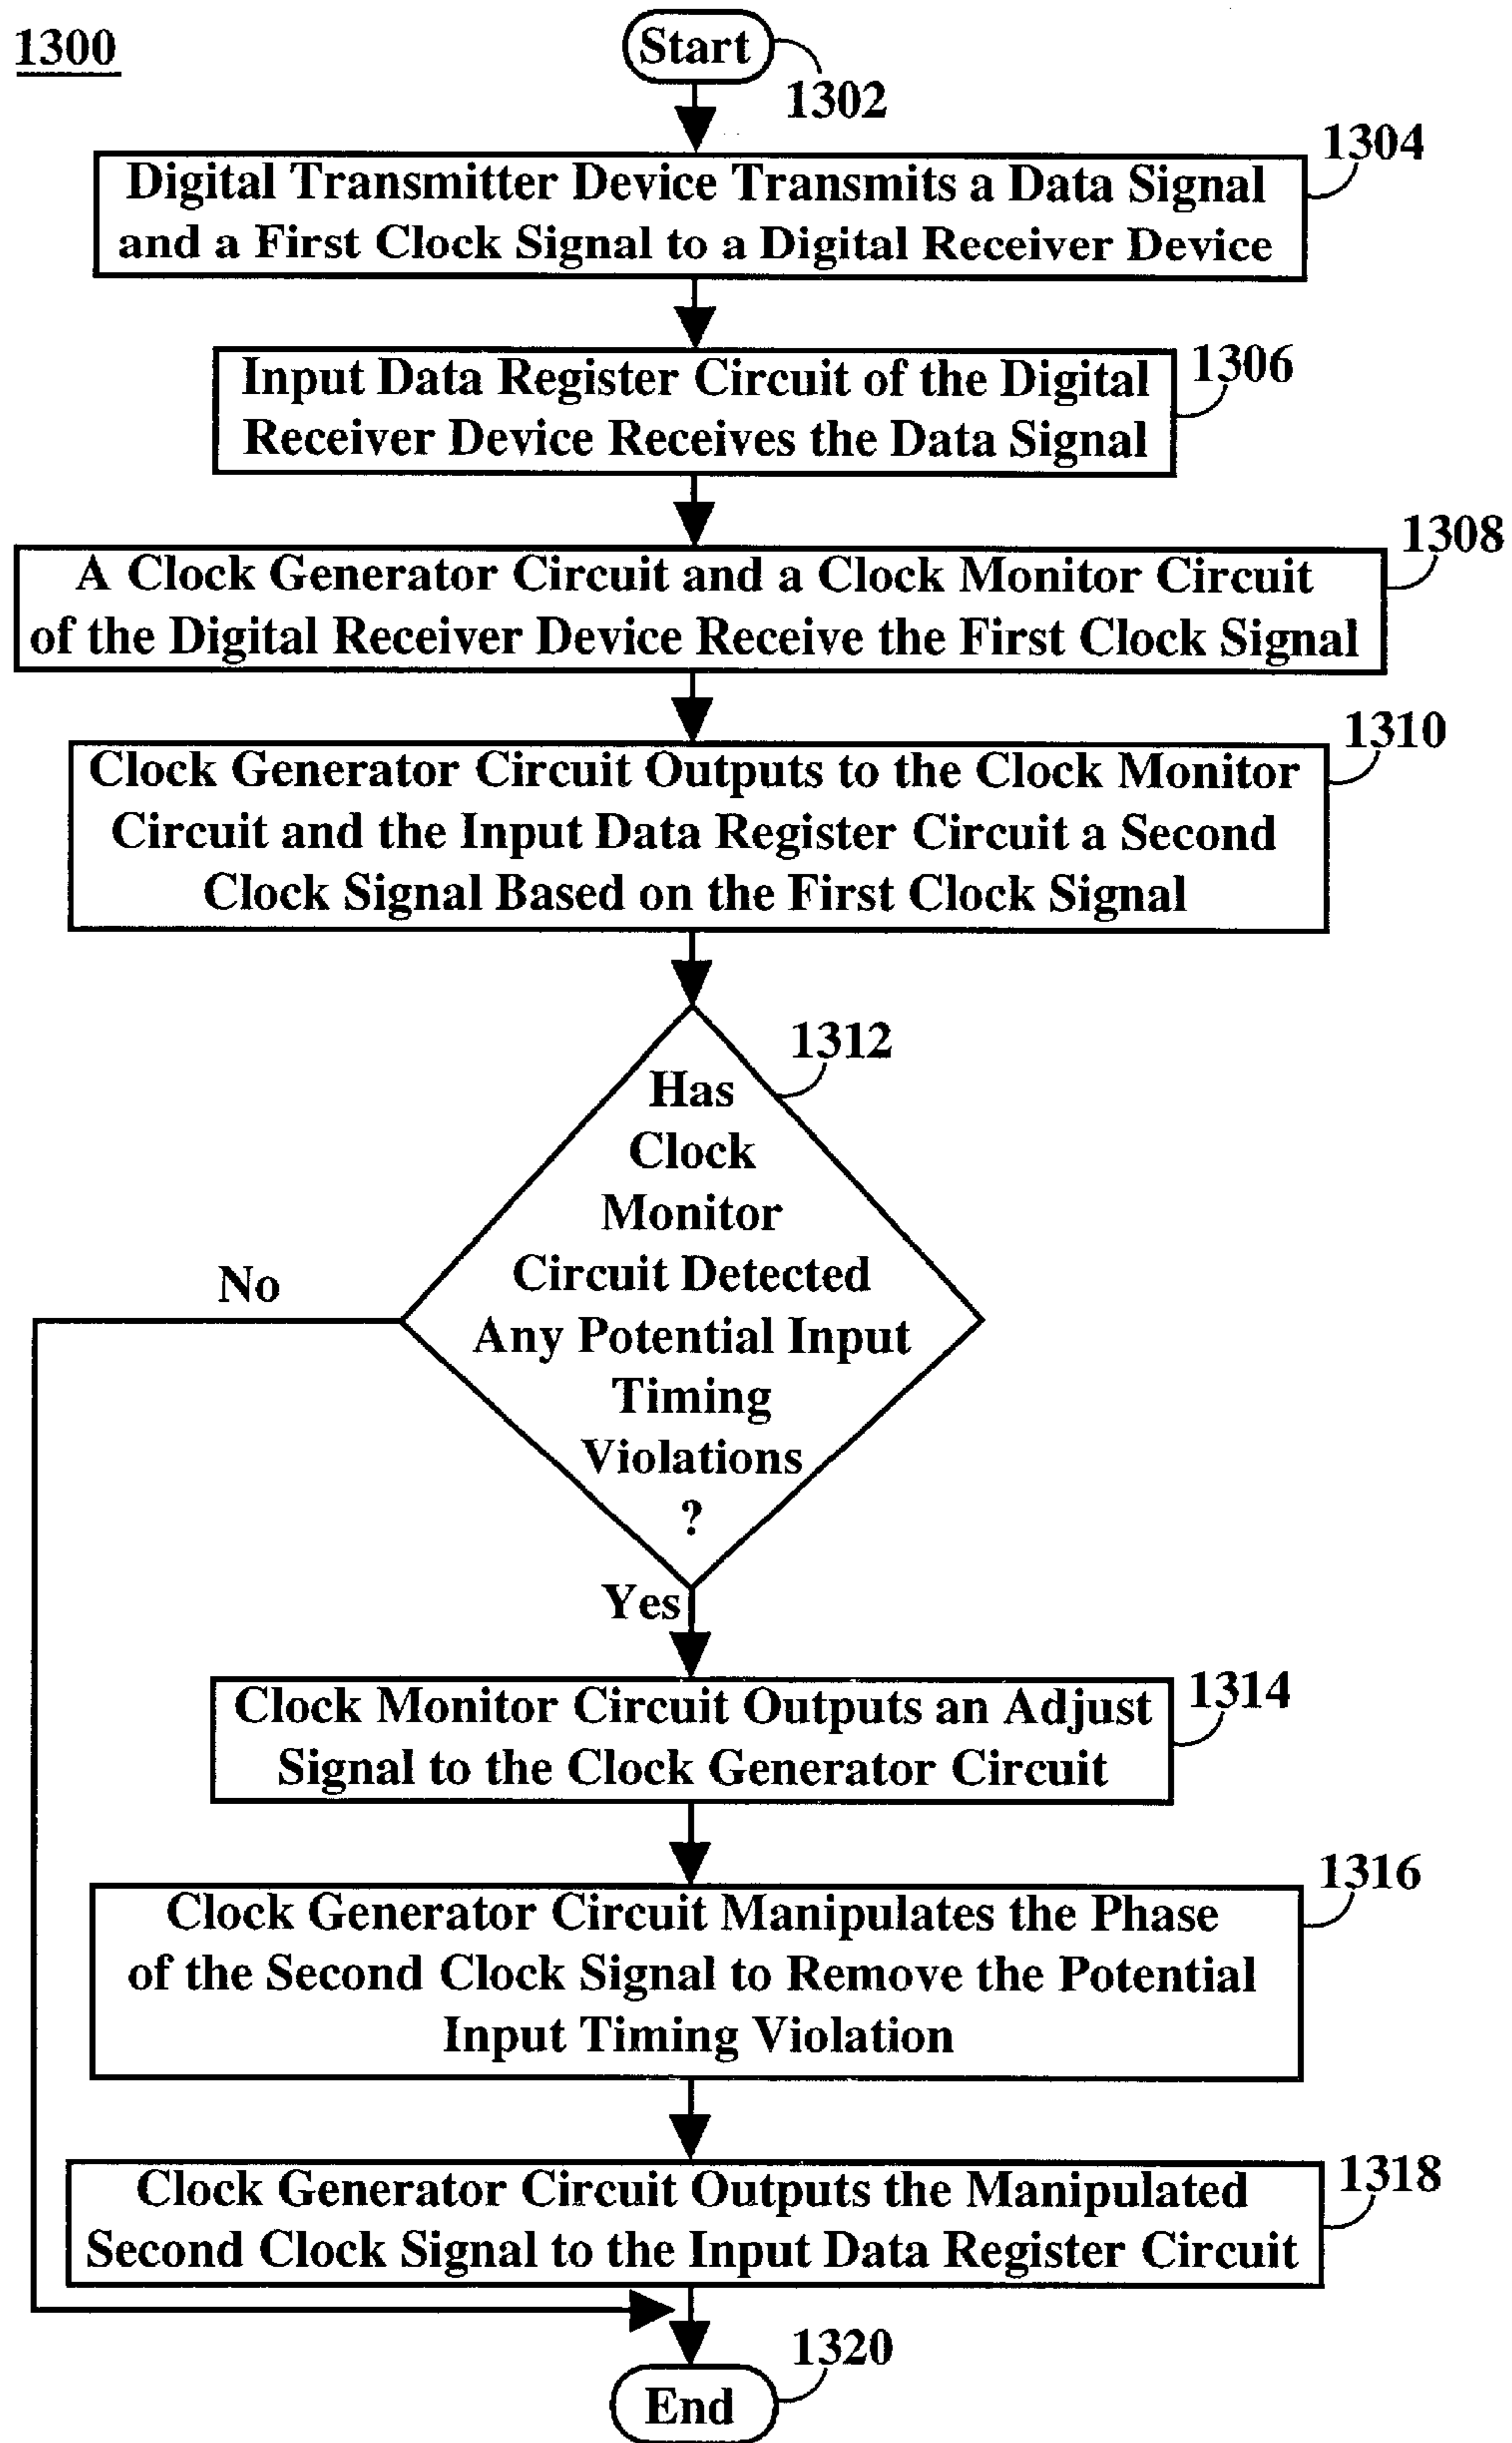 1300
Start
1302
1304
Digital Transmitter Device Transmits a Data Signal
and a First Clock Signal to a Digital Receiver Device
1306
Input Data Register Circuit of the Digital
Receiver Device Receives the Data Signal
1308
A Clock Generator Circuit and a Clock Monitor Circuit
of the Digital Receiver Device Receive the First Clock Signal
1310
Clock Generator Circuit Outputs to the Clock Monitor
Circuit and the Input Data Register Circuit a Second
Clock Signal Based on the First Clock Signal
1312
Has
Clock
Monitor
Circuit Detected
Any Potential Input
Timing
Violations
?
No
Yes
1314
Clock Monitor Circuit Outputs an Adjust
Signal to the Clock Generator Circuit
1316
Clock Generator Circuit Manipulates the Phase
of the Second Clock Signal to Remove the Potential
Input Timing Violation
1318
Clock Generator Circuit Outputs the Manipulated
Second Clock Signal to the Input Data Register Circuit
1320
End